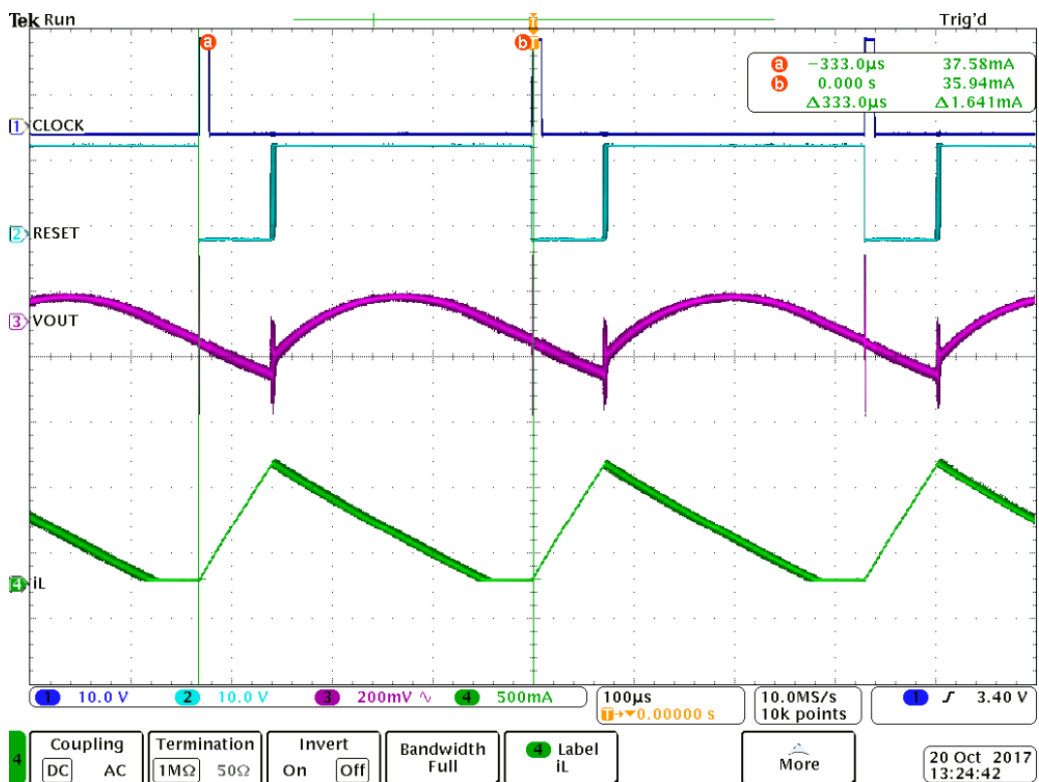 Tek Run Trig'd
T
a b T
a −333.0μs 37.58mA
b 0.000 s 35.94mA
Δ333.0μs Δ1.641mA
1 CLOCK
2 RESET
3 VOUT
4 iL
1 10.0 V 2 10.0 V 3 200mV ∿ 4 500mA 100μs 10.0MS/s 1 3.40 V
T→▼0.00000 s 10k points
4 Coupling Termination Invert Bandwidth 4 Label More
DC AC 1MΩ 50Ω On Off Full iL
20 Oct 2017
13:24:42